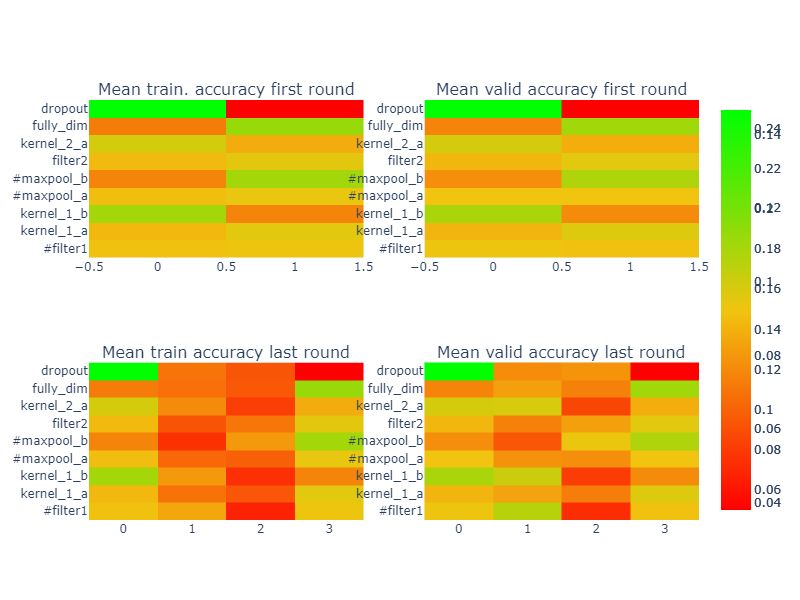 Mean train. accuracy first round
Mean valid accuracy first round
dropout
fully_dim
kernel_2_a
filter2
#maxpool_b
#maxpool_a
kernel_1_b
kernel_1_a
#filter1
−0.5 0 0.5 1 1.5
dropout
fully_dim
kernel_2_a
filter2
#maxpool_b
#maxpool_a
kernel_1_b
kernel_1_a
#filter1
−0.5 0 0.5 1 1.5
Mean train accuracy last round
Mean valid accuracy last round
dropout
fully_dim
kernel_2_a
filter2
#maxpool_b
#maxpool_a
kernel_1_b
kernel_1_a
#filter1
0 1 2 3
dropout
fully_dim
kernel_2_a
filter2
kernel_1_b
kernel_1_a
#filter1
0 1 2 3
0.24
0.14
0.22
0.2
0.12
0.18
0.1
0.16
0.14
0.08
0.12
0.1
0.06
0.08
0.06
0.04